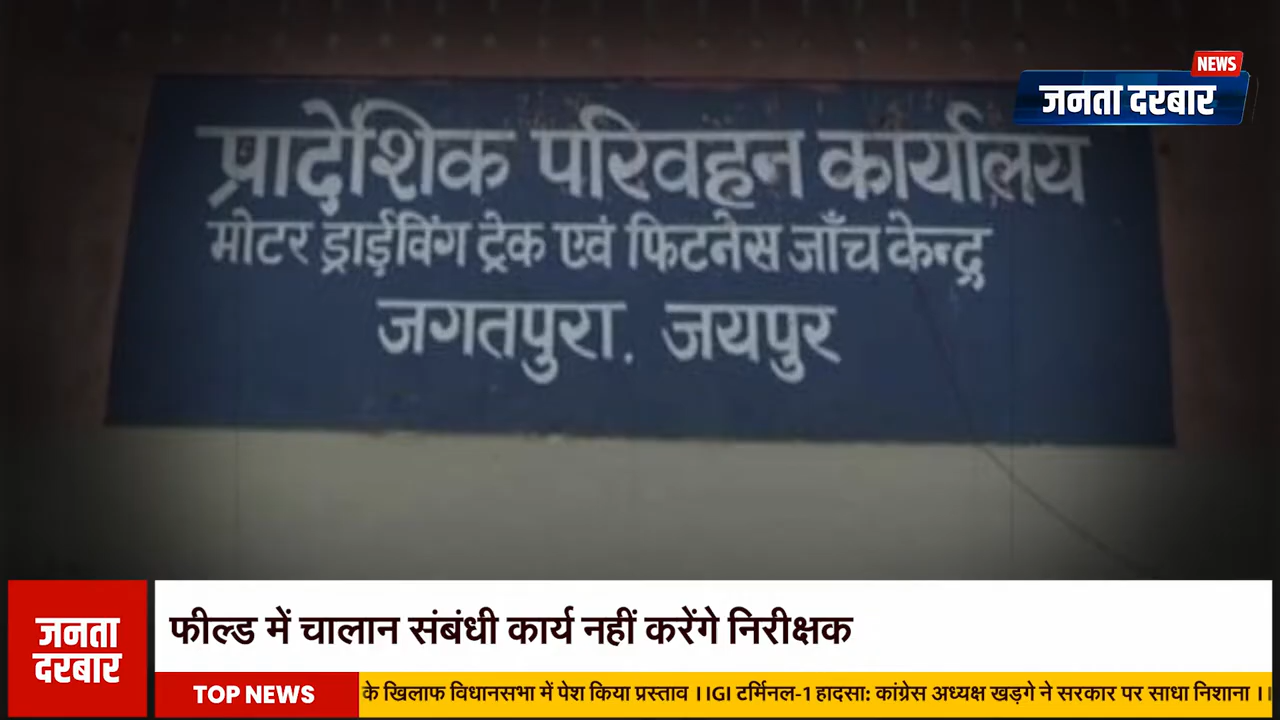 NEWS
जनता दरबार
प्रादेशिक परिवहन कार्यालय
मोटर ड्राईविंग ट्रेक एवं फिटनेस जाँच केन्द्र
जगतपुरा. जयपुर
जनता
दरबार
फील्ड में चालान संबंधी कार्य नहीं करेंगे निरीक्षक
TOP NEWS
के खिलाफ विधानसभा में पेश किया प्रस्ताव ।।IGI टर्मिनल-1 हादसा: कांग्रेस अध्यक्ष खड़गे ने सरकार पर साधा निशाना ।।